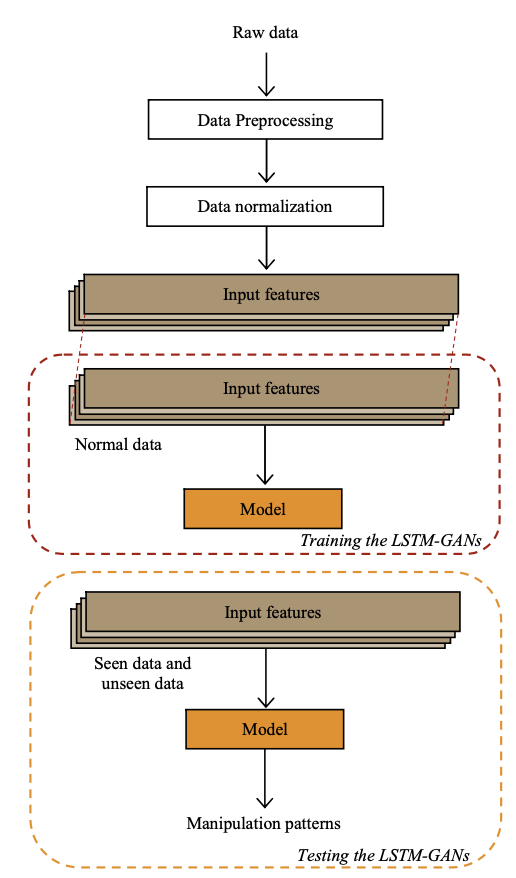 Raw data
Data Preprocessing
Data normalization
Input features
Input features
Normal data
Model
Training the LSTM-GANs
Input features
Seen data and
unseen data
Model
Manipulation patterns
Testing the LSTM-GANs